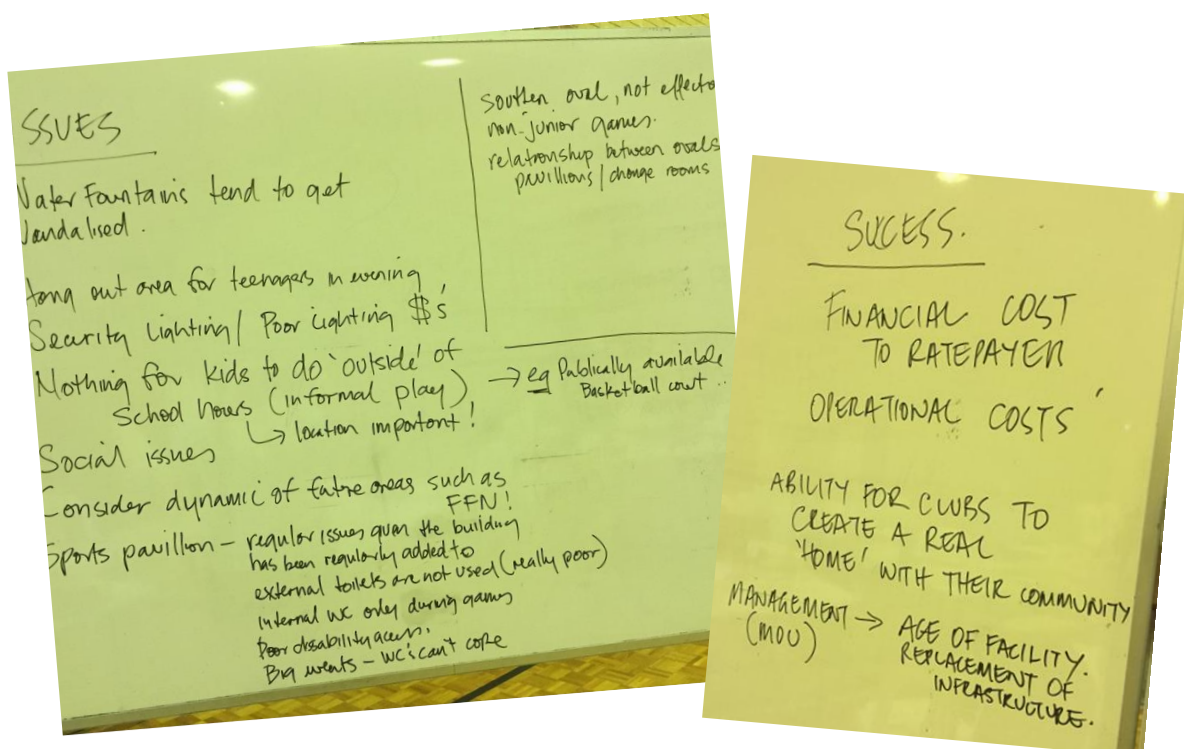 ISSUES
Water Fountains tend to get
Vandalised.
Hang out area for teenagers in evening
Security Lighting / Poor Lighting $$'s
Nothing for kids to do 'outside' of
School hours (informal play)
↳ location important!
→ eg Publically available
Basketball court ..
Social issues
Consider dynamic of future areas such as
FFN!
Sports pavillion – regular issues given the building
has been regularly added to
external toilets are not used (really poor)
internal WC only during games
Poor disability access.
Big events – WC's can't cope
Southern oval, not effective
non-junior games.
relationship between ovals
pavillions / change rooms
SUCESS.
FINANCIAL COST
TO RATEPAYER
OPERATIONAL COSTS
ABILITY FOR CLUBS TO
CREATE A REAL
'HOME' WITH THEIR COMMUNITY
MANAGEMENT → AGE OF FACILITY.
(MOU)
REPLACEMENT OF
INFRASTRUCTURE.